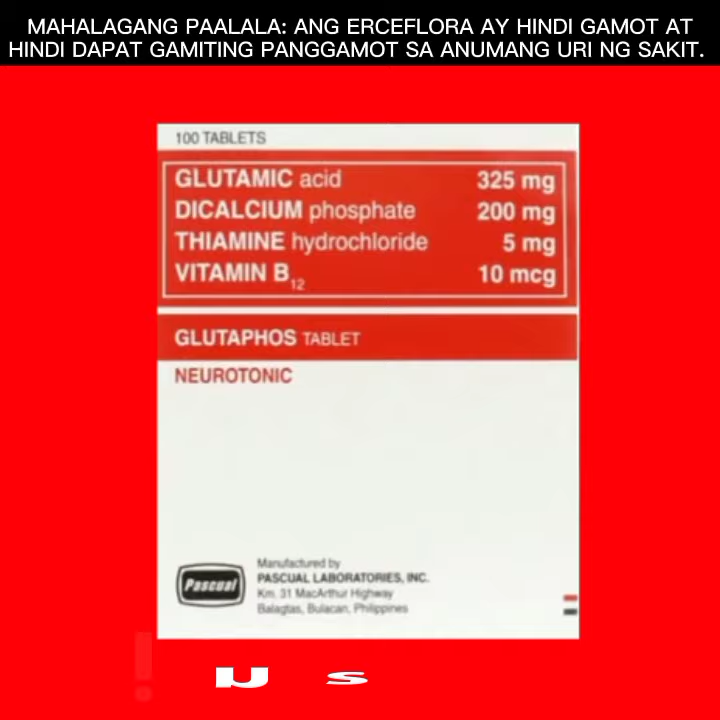 MAHALAGANG PAALALA: ANG ERCEFLORA AY HINDI GAMOT AT
HINDI DAPAT GAMITING PANGGAMOT SA ANUMANG URI NG SAKIT.
100 TABLETS
GLUTAMIC acid 325 mg
DICALCIUM phosphate 200 mg
THIAMINE hydrochloride 5 mg
VITAMIN B12 10 mcg
GLUTAPHOS TABLET
NEUROTONIC
Pascual
Manufactured by
PASCUAL LABORATORIES, INC.
Km. 31 MacArthur Highway
Balagtas, Bulacan, Philippines